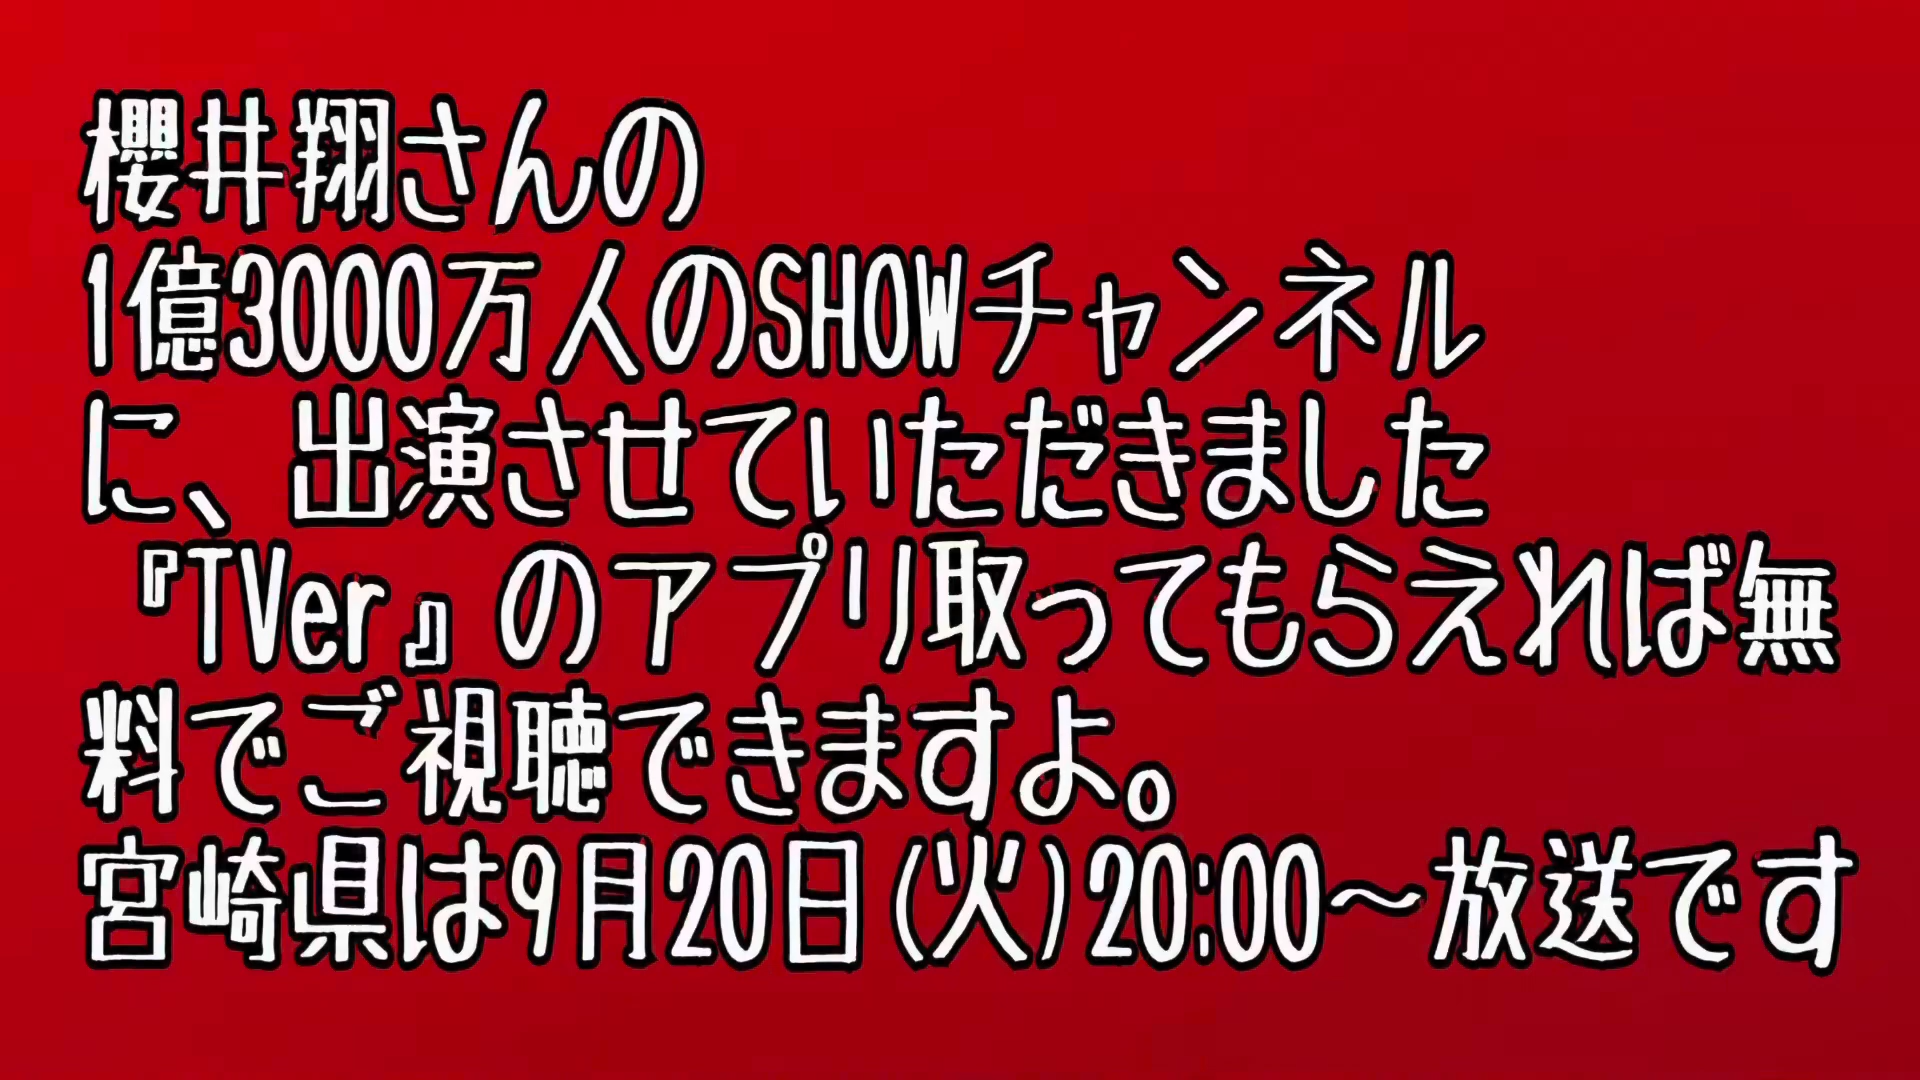 櫻井翔さんの
1億3000万人のSHOWチャンネル
に、出演させていただきました
『TVer』のアプリ取ってもらえれば無
料でご視聴できますよ。
宮崎県は9月20日(火)20:00～放送です